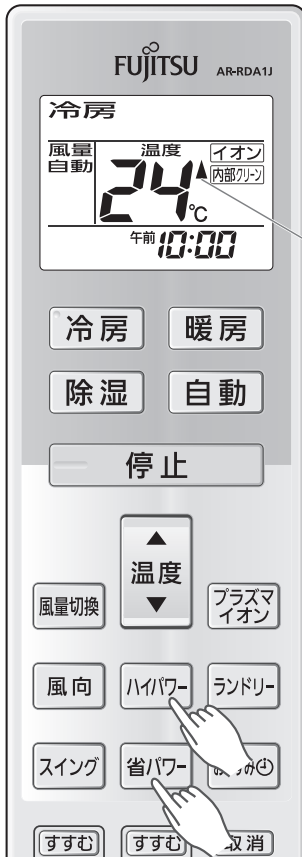 FUJITSU AR-RDA1J
冷房
風量 温度 イオン
自動 24℃ 内部クリーン
午前10:00
冷房 暖房
除湿 自動
停止
温度
風量切換 プラズマ
イオン
風向 ハイパワー ランドリー
スイング 省パワー
すすむ すすむ 取消